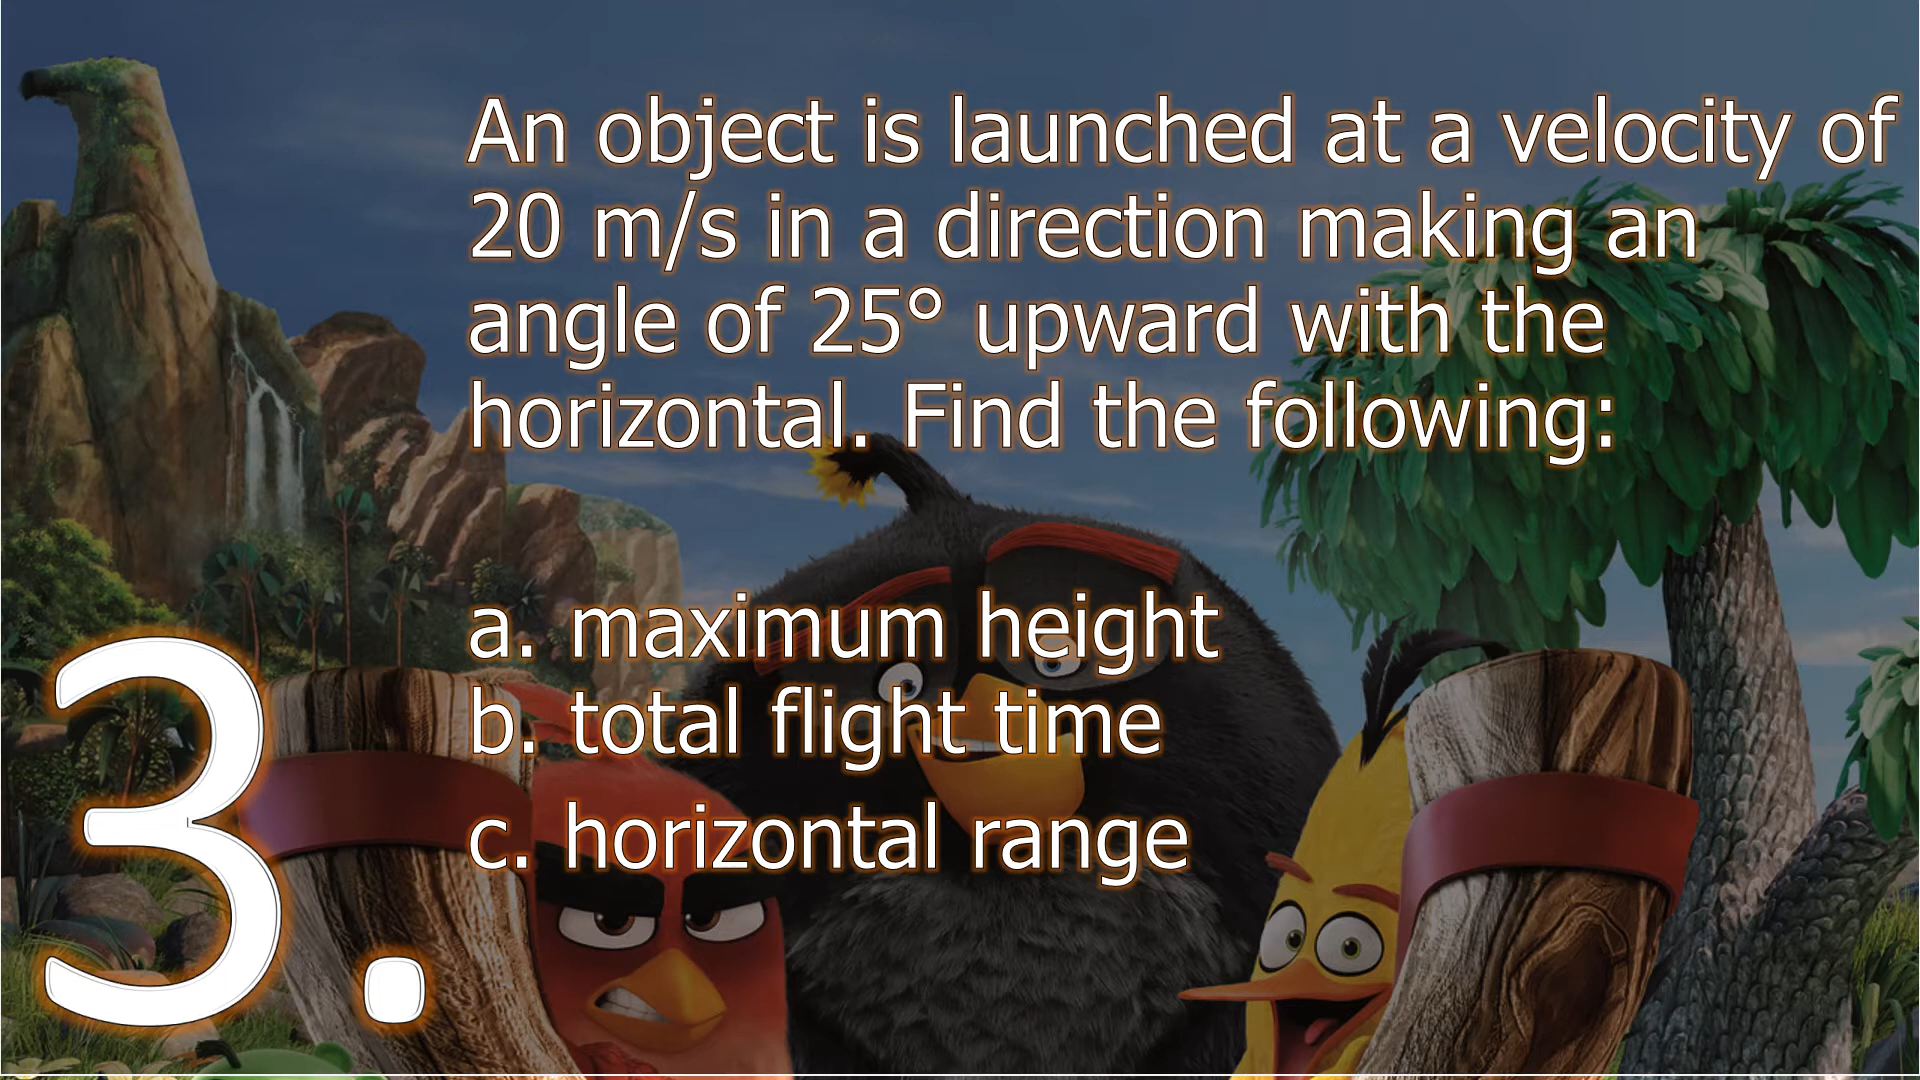 An object is launched at a velocity of
20 m/s in a direction making an
angle of 25° upward with the
horizontal. Find the following:
a. maximum height
b. total flight time
c. horizontal range
3.